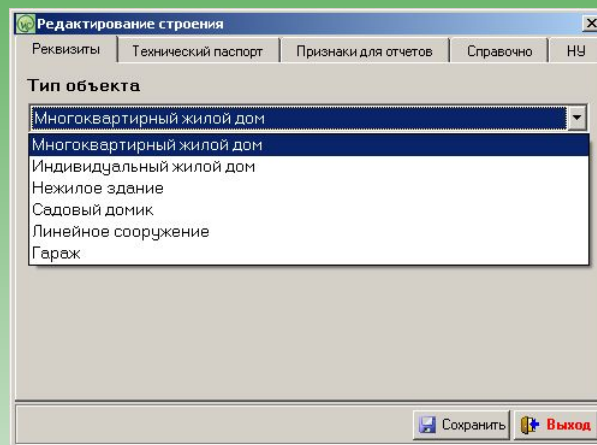 Редактирование строения
Реквизиты Технический паспорт Признаки для отчетов Справочно НУ
Тип объекта
Многоквартирный жилой дом
Многоквартирный жилой дом
Индивидуальный жилой дом
Нежилое здание
Садовый домик
Линейное сооружение
Гараж
Сохранить Выход